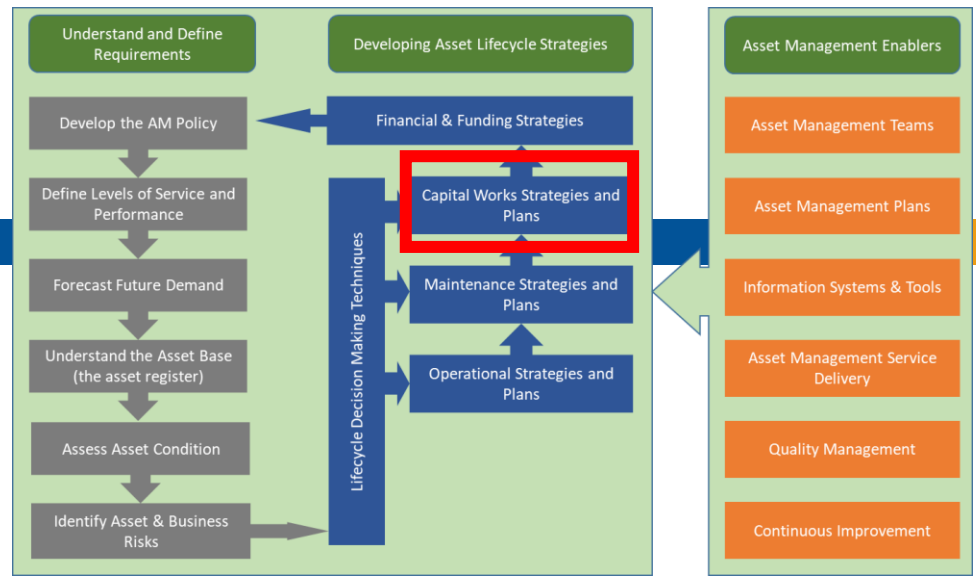 Understand and Define
Requirements
Develop the AM Policy
Define Levels of Service and
Performance
Forecast Future Demand
Understand the Asset Base
(the asset register)
Assess Asset Condition
Identify Asset & Business
Risks
Developing Asset Lifecycle Strategies
Financial & Funding Strategies
Capital Works Strategies and
Plans
Maintenance Strategies and
Plans
Operational Strategies and
Plans
Lifecycle Decision Making Techniques
Asset Management Enablers
Asset Management Teams
Asset Management Plans
Information Systems & Tools
Asset Management Service
Delivery
Quality Management
Continuous Improvement